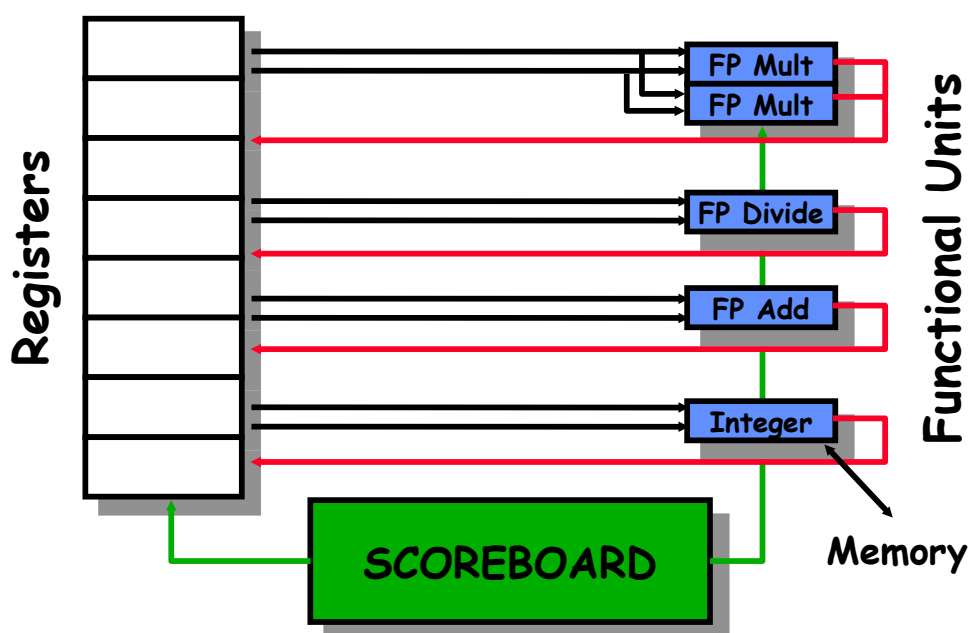 Registers
FP Mult
FP Mult
FP Divide
FP Add
Integer
Functional Units
SCOREBOARD
Memory